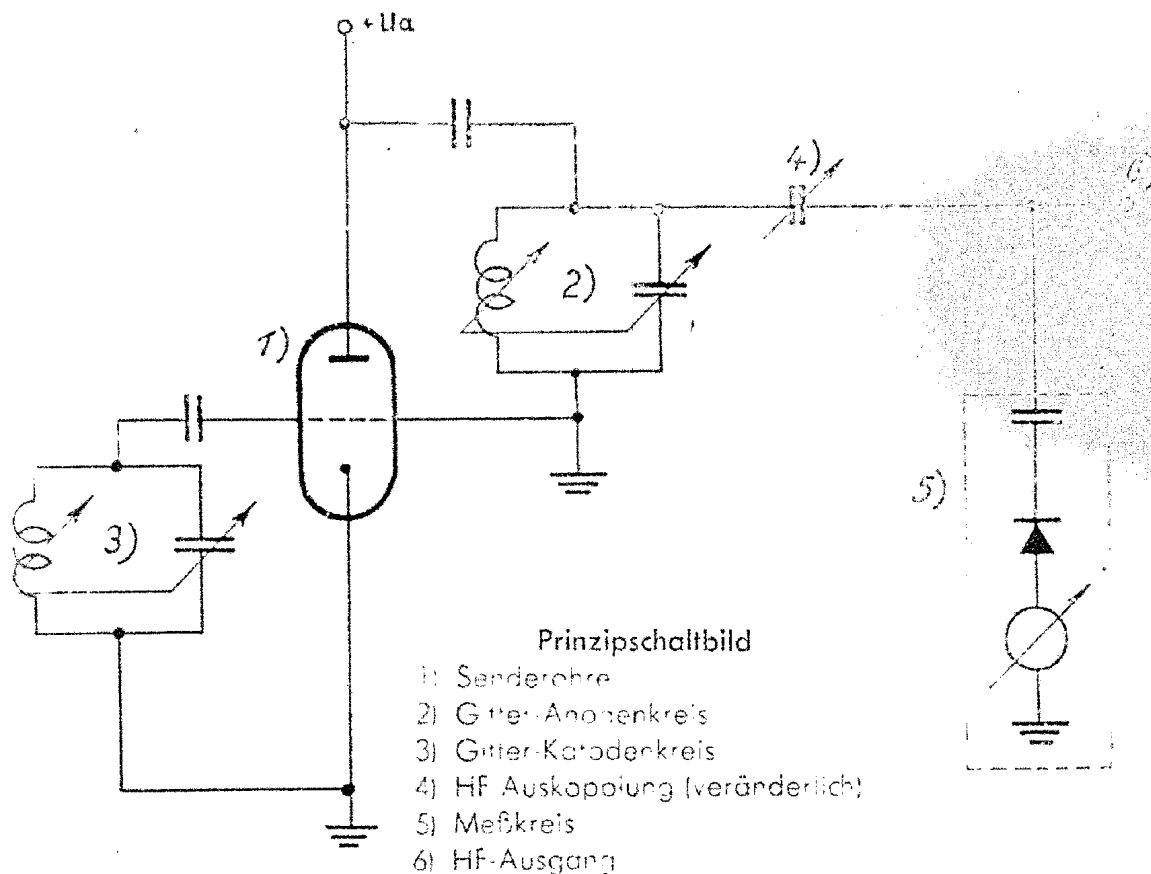 +Ua
4)
6)
2)
1)
3)
5)
Prinzipschaltbild
1) Senderöhre
2) Gitter-Anodenkreis
3) Gitter-Katodenkreis
4) HF Auskopplung (veränderlich)
5) Meßkreis
6) HF-Ausgang